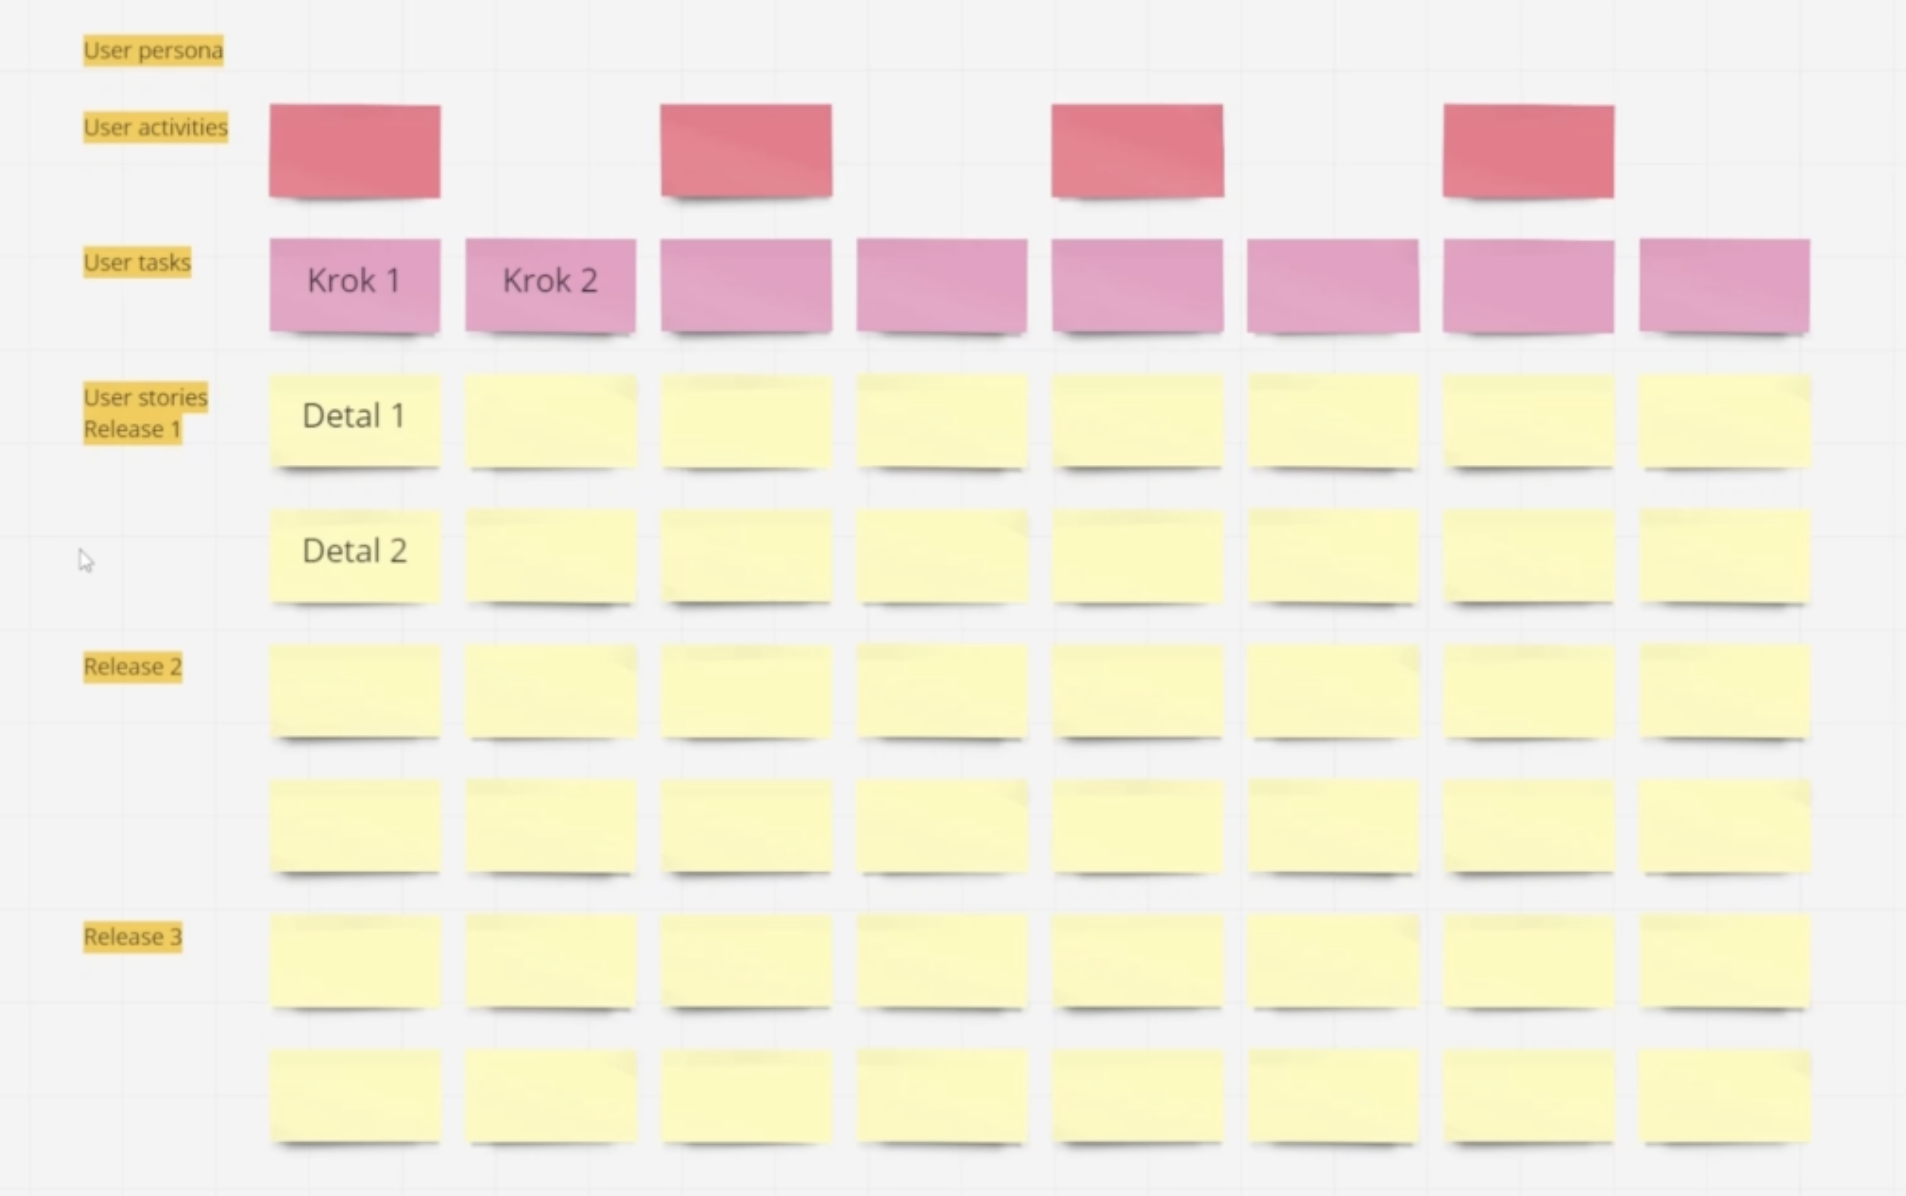 User persona
User activities
User tasks
Krok 1
Krok 2
User stories
Release 1
Detal 1
Detal 2
Release 2
Release 3